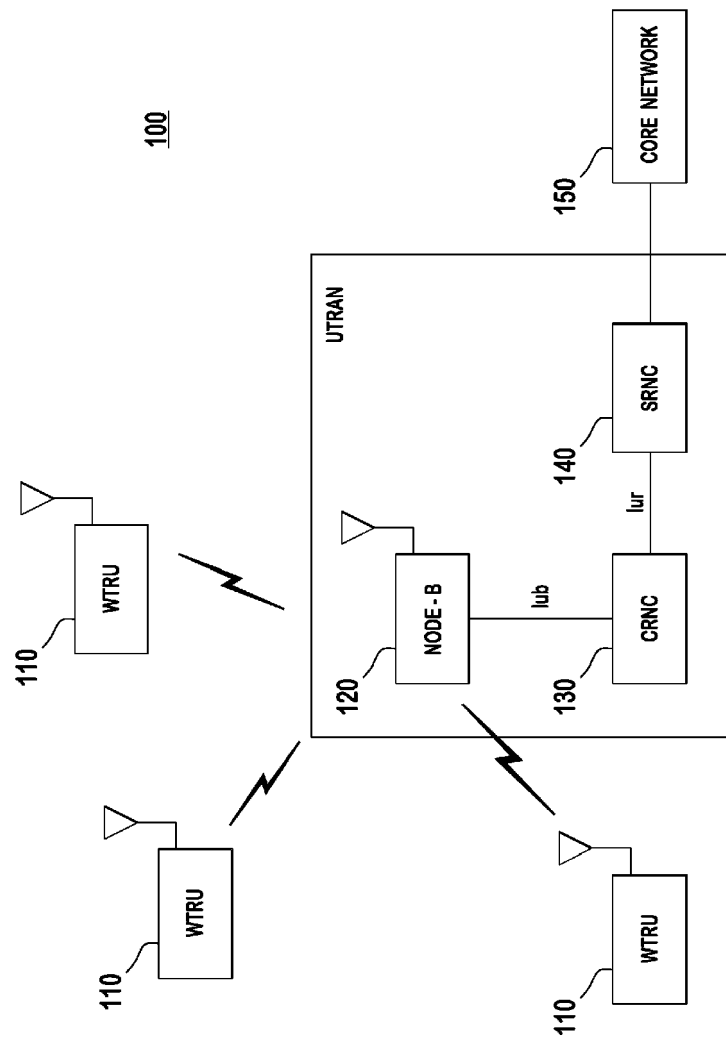 100
WTRU
110
WTRU
110
WTRU
110
UTRAN
NODE-B
120
Iub
CRNC
130
Iur
SRNC
140
CORE NETWORK
150